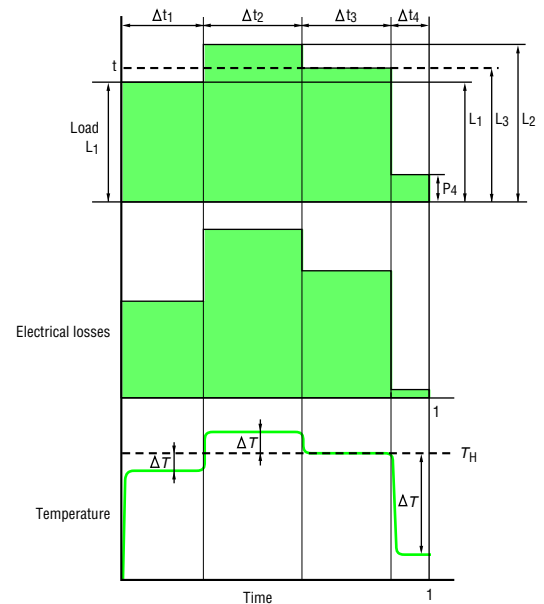 Δt1 Δt2 Δt3 Δt4
t
Load
L1
L1
L3
L2
P4
Electrical losses
1
ΔT
ΔT
TH
ΔT
Temperature
Time
1